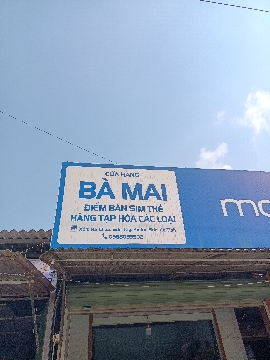 CỬA HÀNG
BÀ MAI
ĐIỂM BÁN SIM THẺ
HÀNG TẠP HÓA CÁC LOẠI
mo